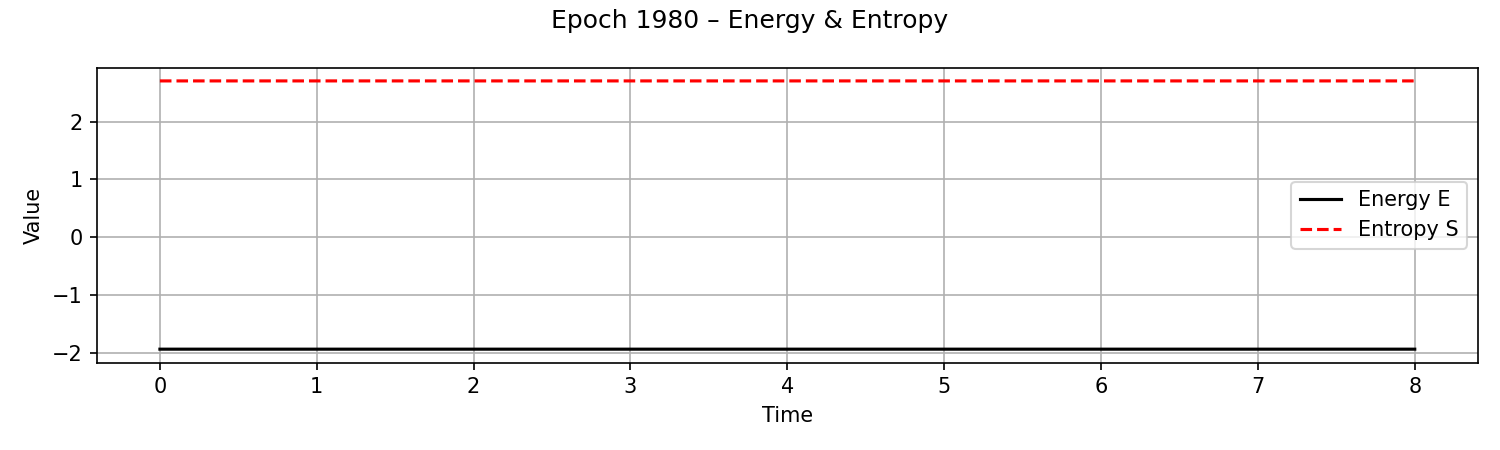 Epoch 1980 – Energy & Entropy
Value
2
1
0
−1
−2
Energy E
Entropy S
0 1 2 3 4 5 6 7 8
Time